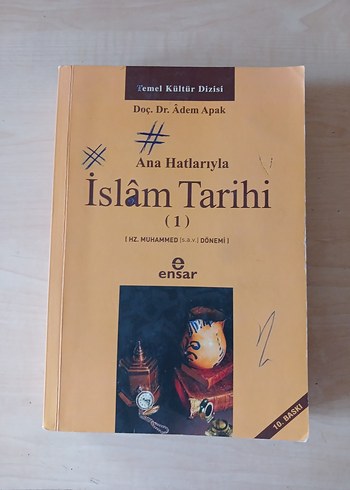 Temel Kültür Dizisi
Doç. Dr. Âdem Apak
Ana Hatlarıyla
İslâm Tarihi
(1)
( HZ. MUHAMMED (s.a.v.) DÖNEMİ )
ensar
10. BASKI